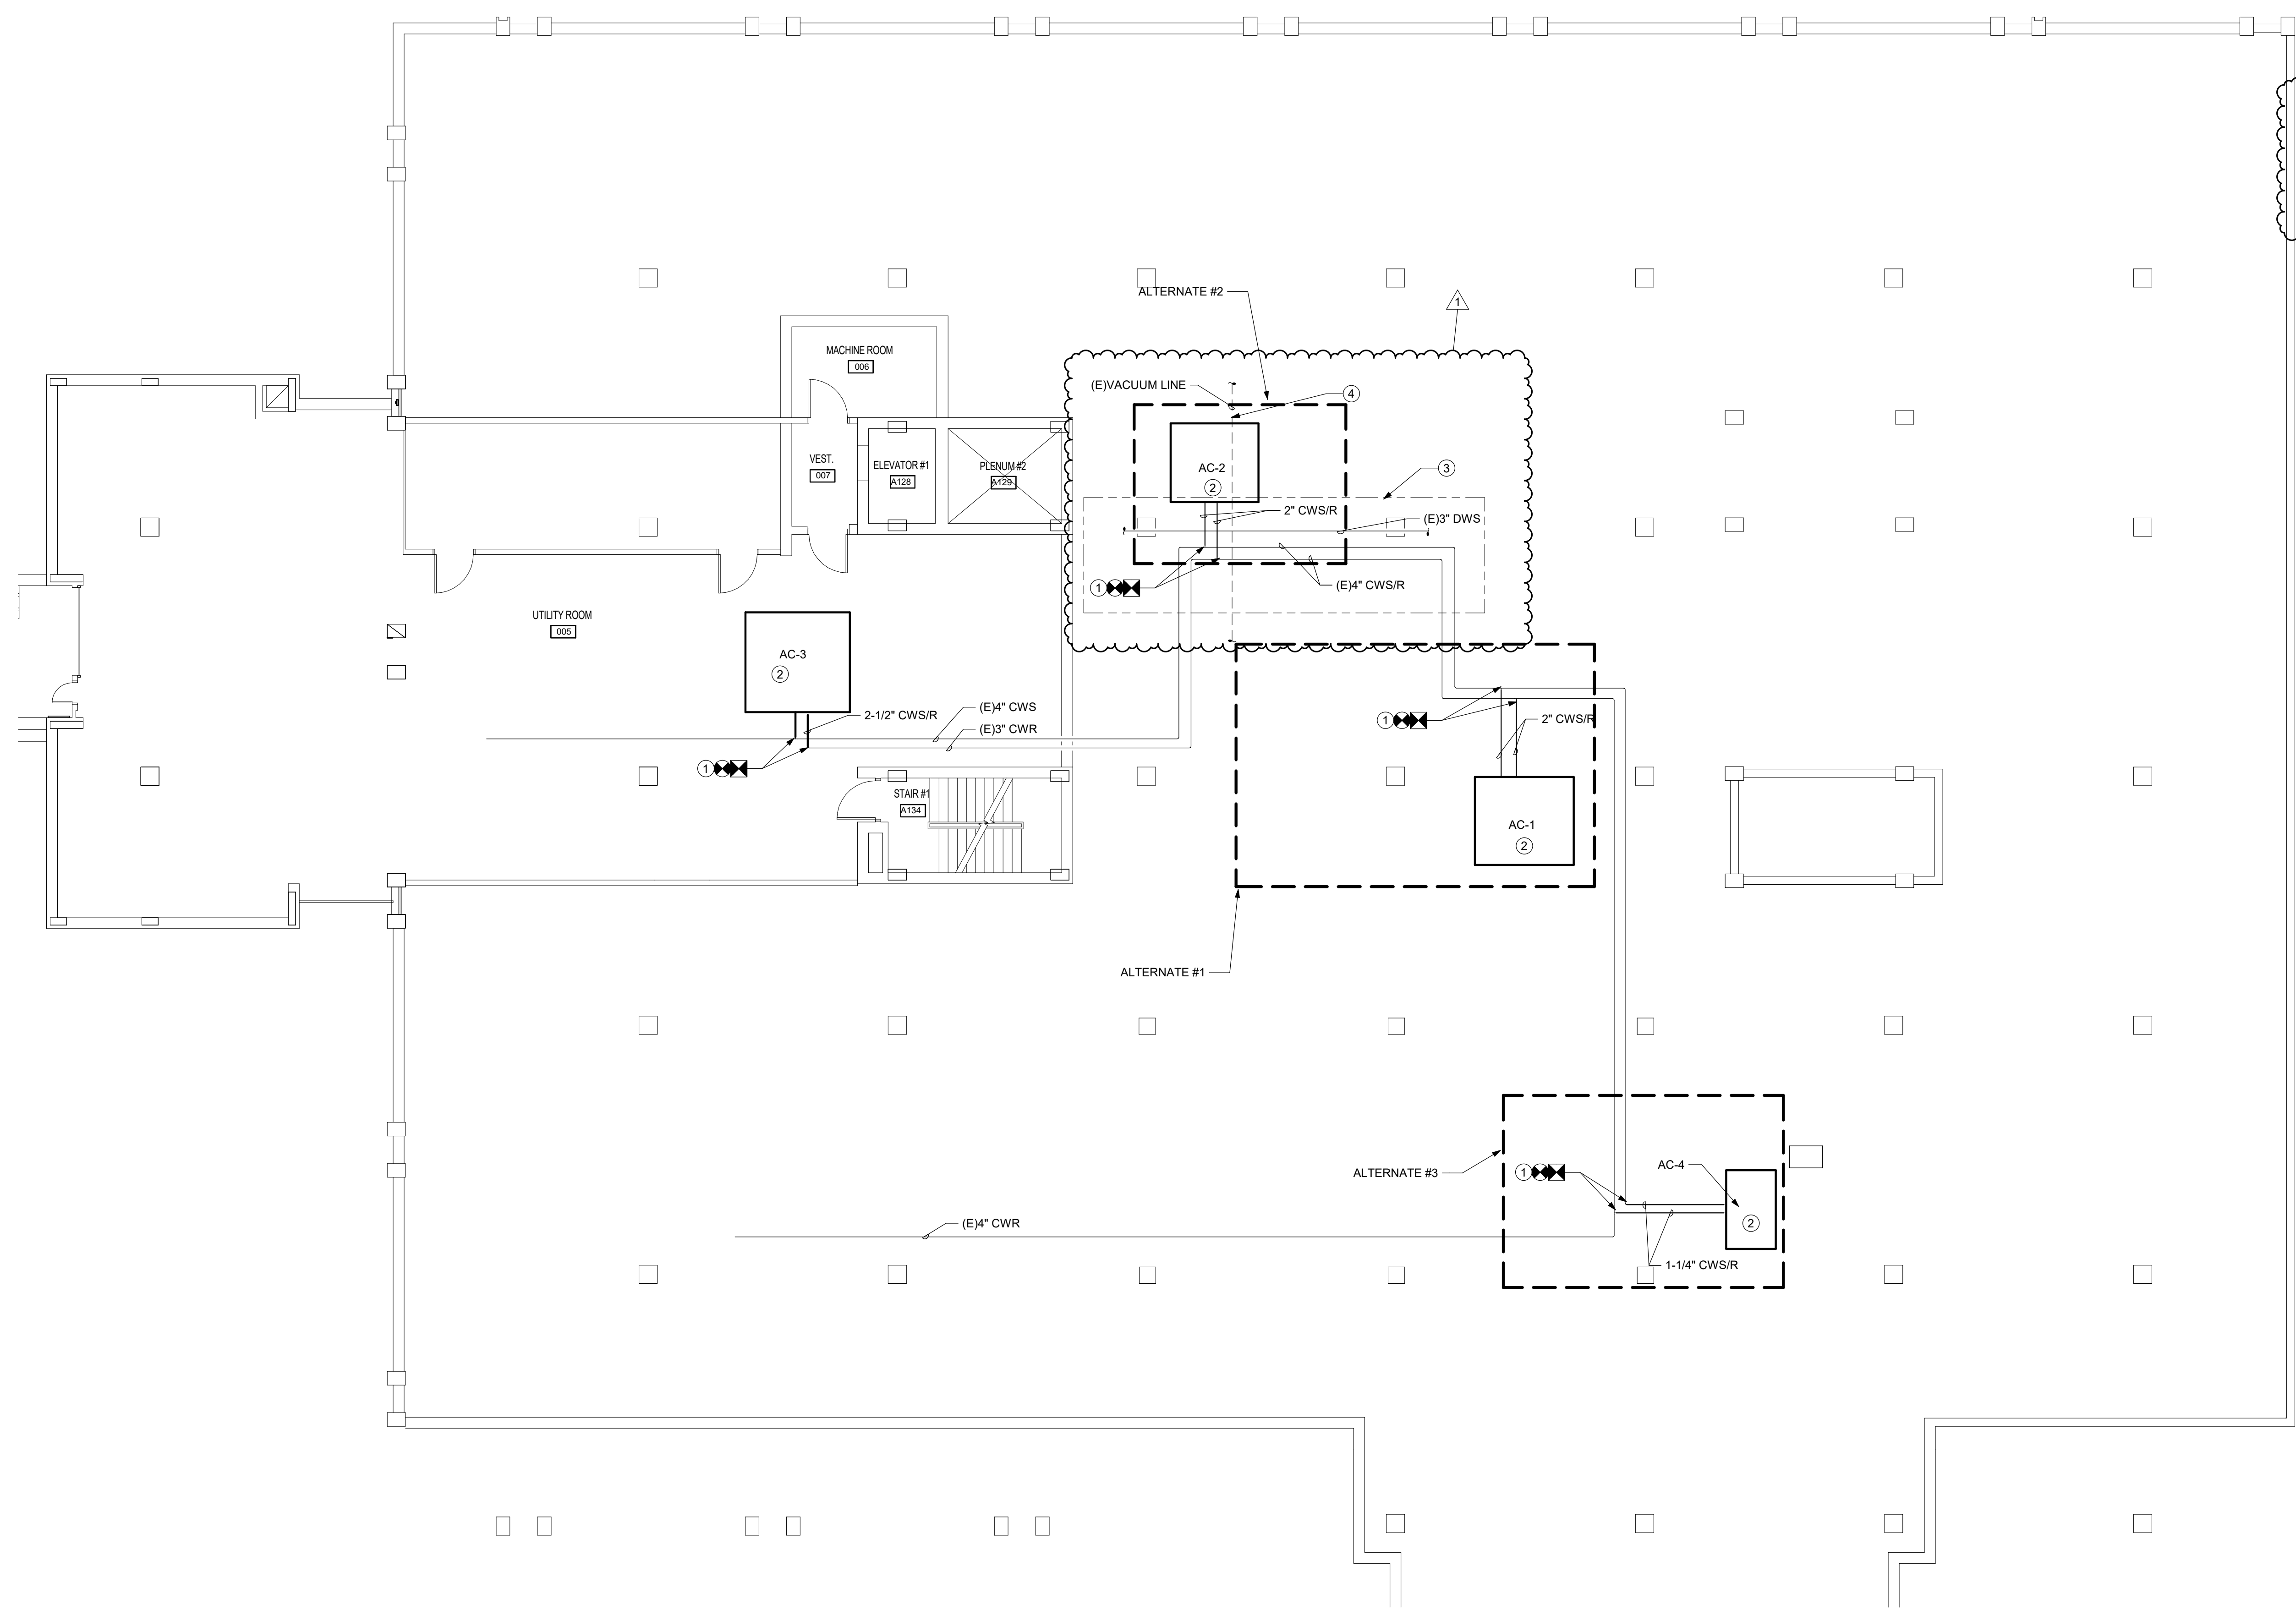 ALTERNATE #2
1
MACHINE ROOM
006
(E)VACUUM LINE
4
VEST.
007
ELEVATOR #1
A128
PLENUM #2
A129
AC-2
2
3
2" CWS/R
(E)3" DWS
1
(E)4" CWS/R
UTILITY ROOM
005
AC-3
2
2-1/2" CWS/R
(E)4" CWS
(E)3" CWR
1
1
2" CWS/R
STAIR #1
A134
AC-1
2
ALTERNATE #1
ALTERNATE #3
1
AC-4
2
(E)4" CWR
1-1/4" CWS/R